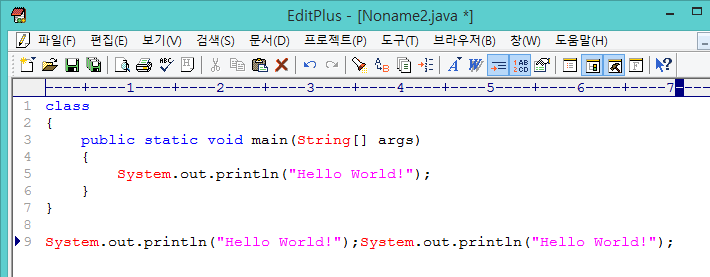 EditPlus - [Noname2.java *]
파일(F) 편집(E) 보기(V) 검색(S) 문서(D) 프로젝트(P) 도구(T) 브라우저(B) 창(W) 도움말(H)
----+----1----+----2----+----3----+----4----+----5----+----6----+----7-
1 class
2 {
3     public static void main(String[] args)
4     {
5         System.out.println("Hello World!");
6     }
7 }
8
9 System.out.println("Hello World!");System.out.println("Hello World!");